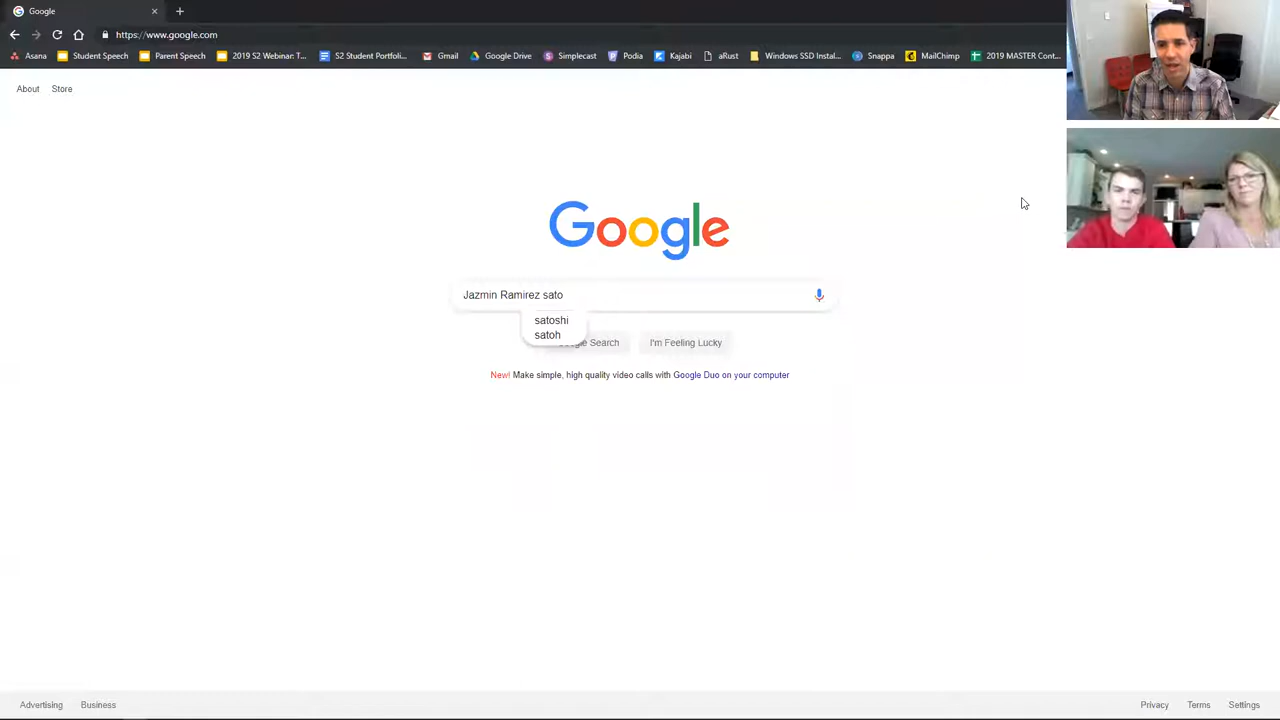 Google
https://www.google.com
Asana Student Speech Parent Speech 2019 S2 Webinar: T... S2 Student Portfoli... Gmail Google Drive Simplecast Podia Kajabi aRust Windows SSD Instal... Snappa MailChimp 2019 MASTER Cont...
About Store
Google
Jazmin Ramirez sato
satoshi
satoh
gle Search I'm Feeling Lucky
New! Make simple, high quality video calls with Google Duo on your computer
Advertising Business Privacy Terms Settings